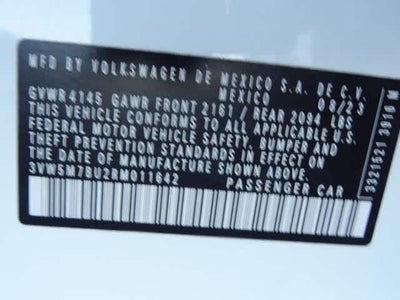 MFD BY VOLKSWAGEN DE MEXICO S.A. DE C.V.
MEXICO 08/23
GVWR 4145 GAWR FRONT 2161/ REAR 2094 LBS
THIS VEHICLE CONFORMS TO ALL APPLICABLE U.S.
FEDERAL MOTOR VEHICLE SAFETY, BUMPER AND
THEFT PREVENTION STANDARDS IN EFFECT ON
THE DATE OF MANUFACTURE SHOWN ABOVE.
3VW5M7BU2RM011642 PASSENGER CAR
3321521 3916 M